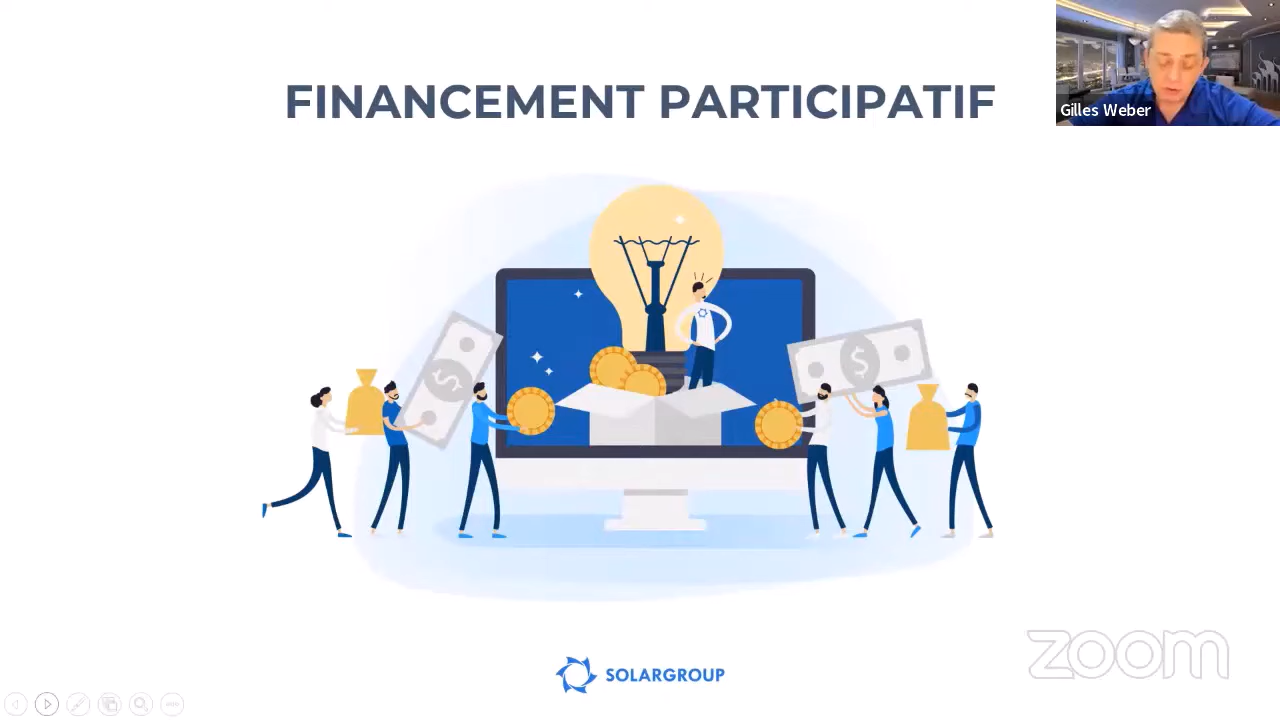 FINANCEMENT PARTICIPATIF
Gilles Weber
$
$
SOLARGROUP
zoom